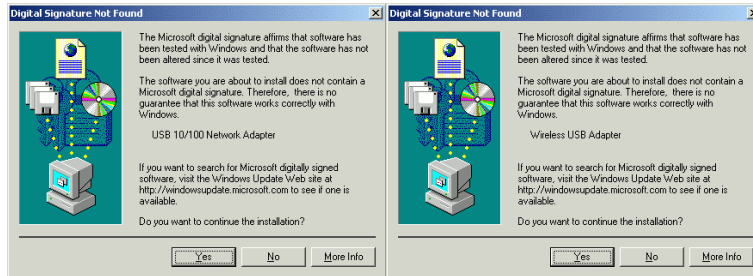 Digital Signature Not Found
The Microsoft digital signature affirms that software has
been tested with Windows and that the software has not
been altered since it was tested.
The software you are about to install does not contain a
Microsoft digital signature. Therefore, there is no
guarantee that this software works correctly with
Windows.
USB 10/100 Network Adapter
If you want to search for Microsoft digitally signed
software, visit the Windows Update Web site at
http://windowsupdate.microsoft.com to see if one is
available.
Do you want to continue the installation?
Yes
No
More Info
Digital Signature Not Found
The Microsoft digital signature affirms that software has
been tested with Windows and that the software has not
been altered since it was tested.
The software you are about to install does not contain a
Microsoft digital signature. Therefore, there is no
guarantee that this software works correctly with
Windows.
Wireless USB Adapter
If you want to search for Microsoft digitally signed
software, visit the Windows Update Web site at
http://windowsupdate.microsoft.com to see if one is
available.
Do you want to continue the installation?
Yes
No
More Info